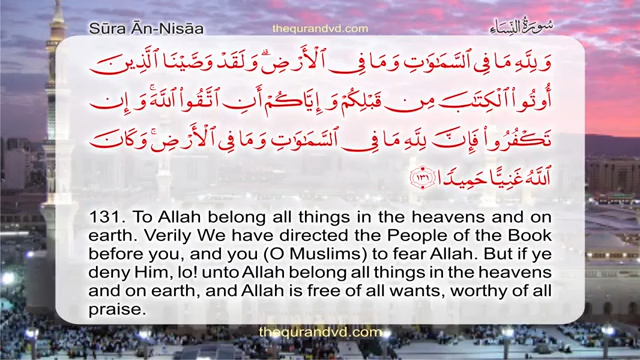 Sūra Ān-Nisāa
thequrandvd.com
سُورَةُ النِّسَاءِ
وَلِلَّهِ مَا فِى ٱلسَّمَـٰوَٰتِ وَمَا فِى ٱلْأَرْضِ ۗ وَلَقَدْ وَصَّيْنَا ٱلَّذِينَ
أُوتُوا۟ ٱلْكِتَـٰبَ مِن قَبْلِكُمْ وَإِيَّاكُمْ أَنِ ٱتَّقُوا۟ ٱللَّهَ ۚ وَإِن
تَكْفُرُوا۟ فَإِنَّ لِلَّهِ مَا فِى ٱلسَّمَـٰوَٰتِ وَمَا فِى ٱلْأَرْضِ ۚ وَكَانَ
ٱللَّهُ غَنِيًّا حَمِيدًا ١٣١
131. To Allah belong all things in the heavens and on
earth. Verily We have directed the People of the Book
before you, and you (O Muslims) to fear Allah. But if ye
deny Him, lo! unto Allah belong all things in the heavens
and on earth, and Allah is free of all wants, worthy of all
praise.
thequrandvd.com